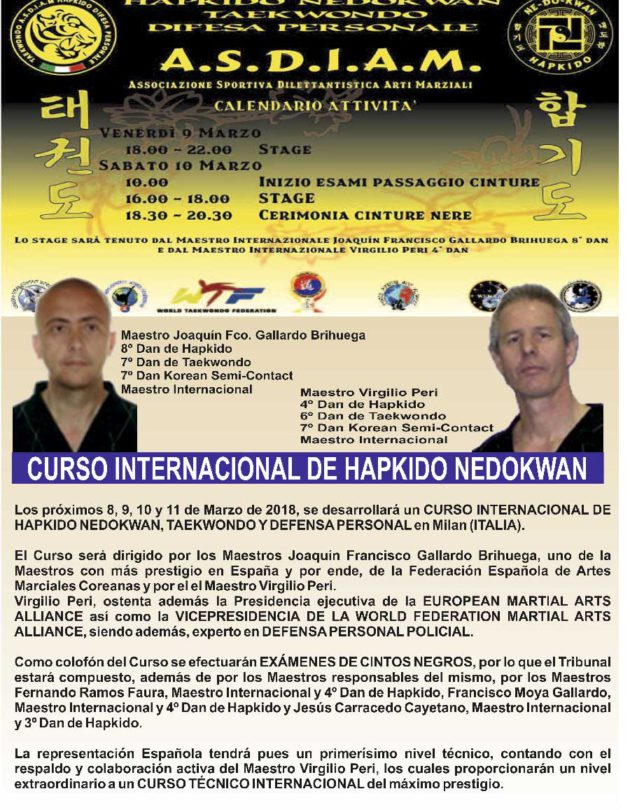 HAPKIDO NEDOKWAN
TAEKWONDO
DIFESA PERSONALE
A.S.D.I.A.M.
ASSOCIAZIONE SPORTIVA DILETTANTISTICA ARTI MARZIALI
CALENDARIO ATTIVITA'
태권도
합기도
VENERDÌ 9 MARZO
18.00 – 22.00 STAGE
SABATO 10 MARZO
10.00 INIZIO ESAMI PASSAGGIO CINTURE
16.00 – 18.00 STAGE
18.30 – 20.30 CERIMONIA CINTURE NERE
LO STAGE SARÀ TENUTO DAL MAESTRO INTERNAZIONALE JOAQUÍN FRANCISCO GALLARDO BRIHUEGA 8° DAN
E DAL MAESTRO INTERNAZIONALE VIRGILIO PERI 4° DAN
WTF
WORLD TAEKWONDO FEDERATION
Maestro Joaquín Fco. Gallardo Brihuega
8º Dan de Hapkido
7º Dan de Taekwondo
7º Dan Korean Semi-Contact
Maestro Internacional
Maestro Virgilio Peri
4º Dan de Hapkido
6º Dan de Taekwondo
7º Dan Korean Semi-Contact
Maestro Internacional
CURSO INTERNACIONAL DE HAPKIDO NEDOKWAN
Los próximos 8, 9, 10 y 11 de Marzo de 2018, se desarrollará un CURSO INTERNACIONAL DE
HAPKIDO NEDOKWAN, TAEKWONDO Y DEFENSA PERSONAL en Milan (ITALIA).
El Curso será dirigido por los Maestros Joaquín Francisco Gallardo Brihuega, uno de la
Maestros con más prestigio en España y por ende, de la Federación Española de Artes
Marciales Coreanas y por el el Maestro Virgilio Peri.
Virgilio Peri, ostenta además la Presidencia ejecutiva de la EUROPEAN MARTIAL ARTS
ALLIANCE así como la VICEPRESIDENCIA DE LA WORLD FEDERATION MARTIAL ARTS
ALLIANCE, siendo además, experto en DEFENSA PERSONAL POLICIAL.
Como colofón del Curso se efectuarán EXÁMENES DE CINTOS NEGROS, por lo que el Tribunal
estará compuesto, además de por los Maestros responsables del mismo, por los Maestros
Fernando Ramos Faura, Maestro Internacional y 4º Dan de Hapkido, Francisco Moya Gallardo,
Maestro Internacional y 4º Dan de Hapkido y Jesús Carracedo Cayetano, Maestro Internacional
y 3º Dan de Hapkido.
La representación Española tendrá pues un primerísimo nivel técnico, contando con el
respaldo y colaboración activa del Maestro Virgilio Peri, los cuales proporcionarán un nivel
extraordinario a un CURSO TÉCNICO INTERNACIONAL del máximo prestigio.